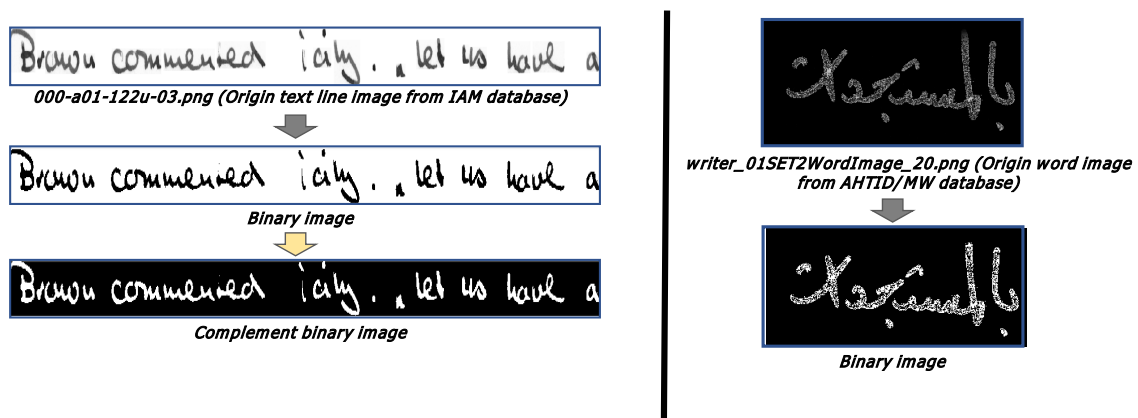 Brown commented icily. „ let us have a
000-a01-122u-03.png (Origin text line image from IAM database)
Brown commented icily. „ let us have a
Binary image
Brown commented icily. „ let us have a
Complement binary image
writer_01SET2WordImage_20.png (Origin word image
from AHTID/MW database)
Binary image